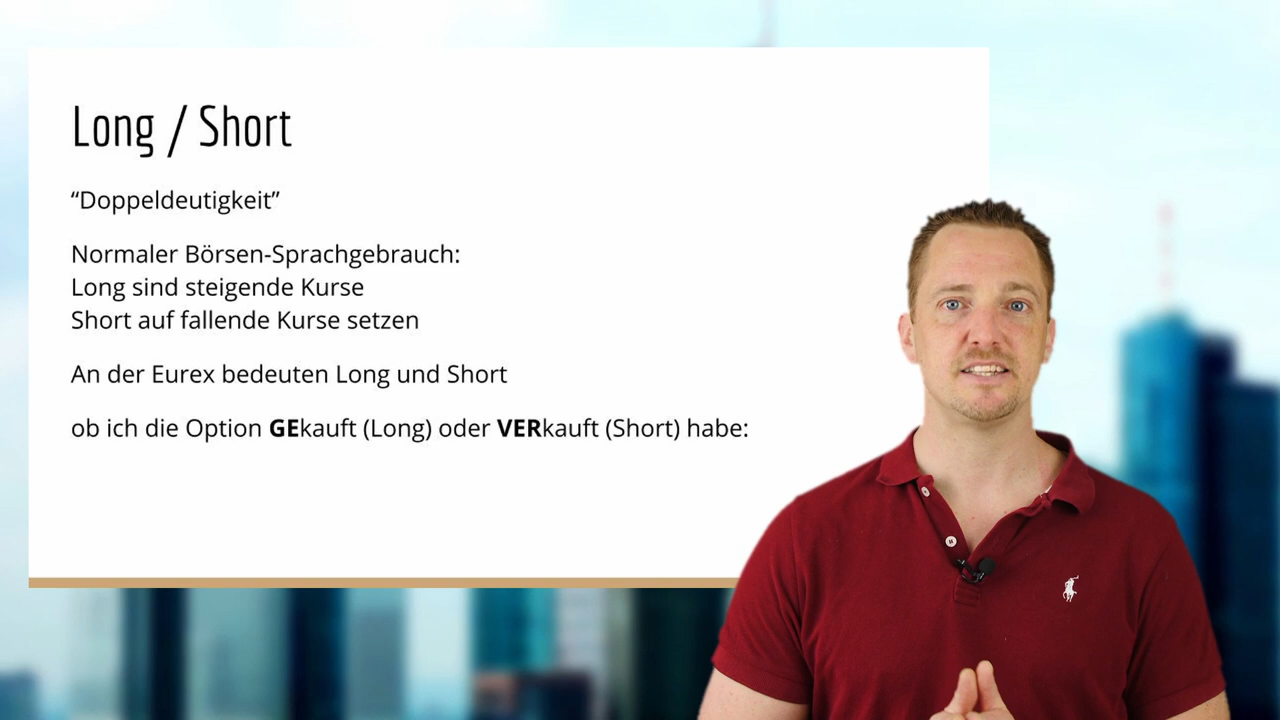 Long / Short
“Doppeldeutigkeit”
Normaler Börsen-Sprachgebrauch:
Long sind steigende Kurse
Short auf fallende Kurse setzen
An der Eurex bedeuten Long und Short
ob ich die Option GEkauft (Long) oder VERkauft (Short) habe: